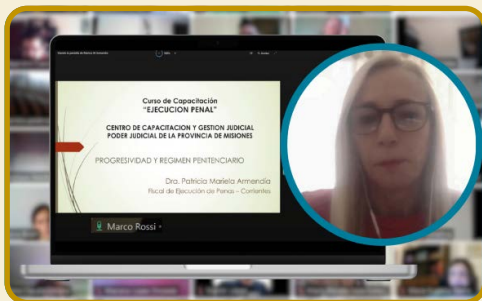 Curso de Capacitación
"EJECUCION PENAL"
CENTRO DE CAPACITACION Y GESTION JUDICIAL
PODER JUDICIAL DE LA PROVINCIA DE MISIONES
PROGRESIVIDAD Y REGIMEN PENITENCIARIO
Dra. Patricia Mariela Armendia
Fiscal de Ejecución de Penas – Corrientes
Marco Rossi